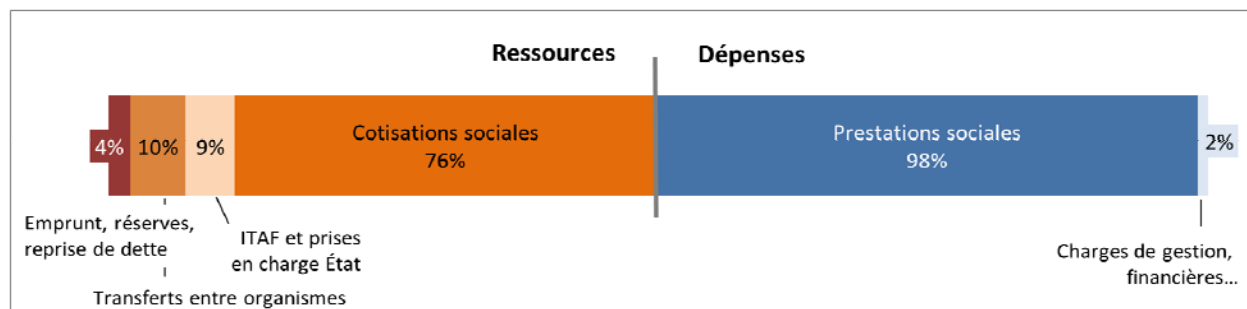 Ressources
Dépenses
4%
10%
9%
Cotisations sociales
76%
Prestations sociales
98%
2%
Emprunt, réserves,
reprise de dette
ITAF et prises
en charge État
Transferts entre organismes
Charges de gestion,
financières...